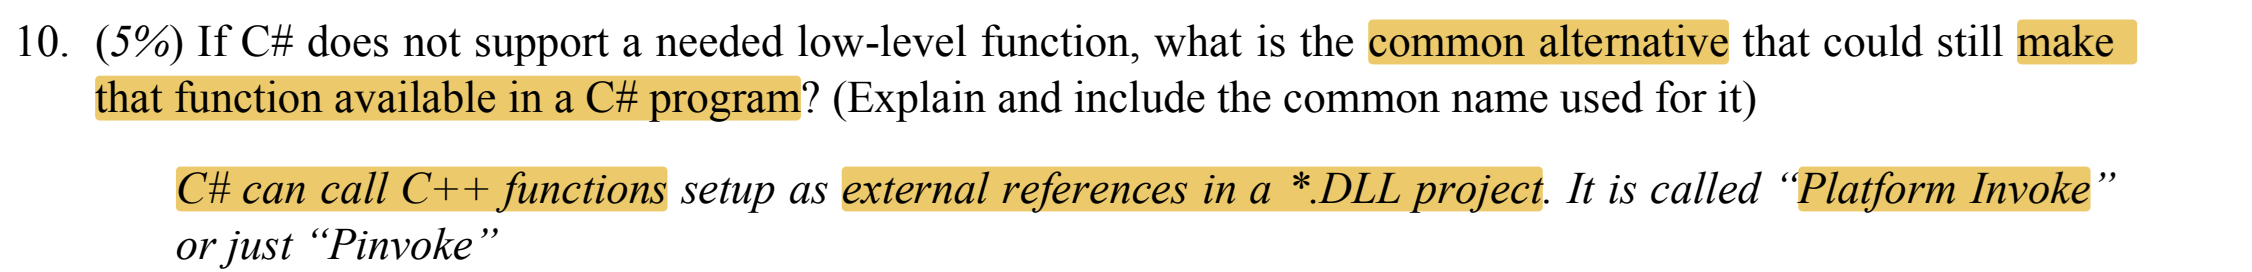 10. (5%) If C# does not support a needed low-level function, what is the common alternative that could still make
that function available in a C# program? (Explain and include the common name used for it)
C# can call C++ functions setup as external references in a *.DLL project. It is called “Platform Invoke”
or just “Pinvoke”